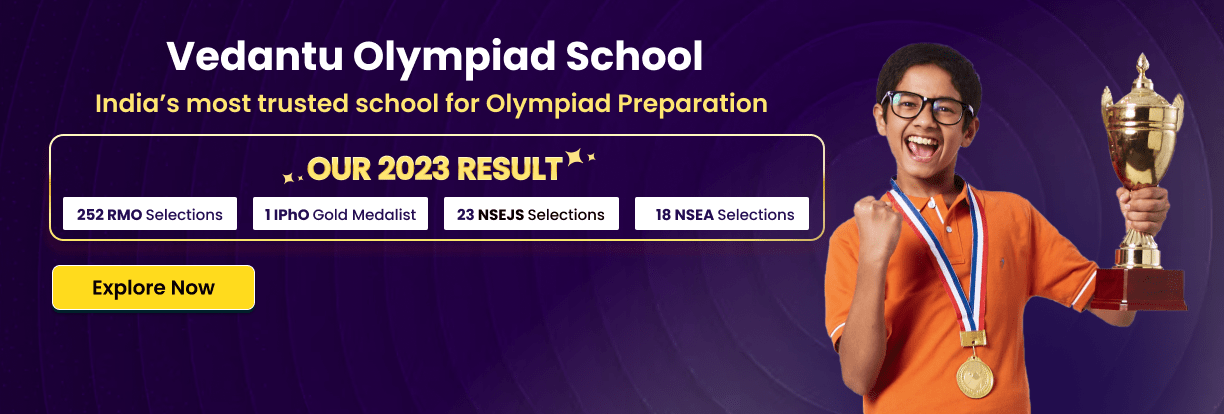 Vedantu Olympiad School
India’s most trusted school for Olympiad Preparation
OUR 2023 RESULT
252 RMO Selections
1 IPhO Gold Medalist
23 NSEJS Selections
18 NSEA Selections
Explore Now